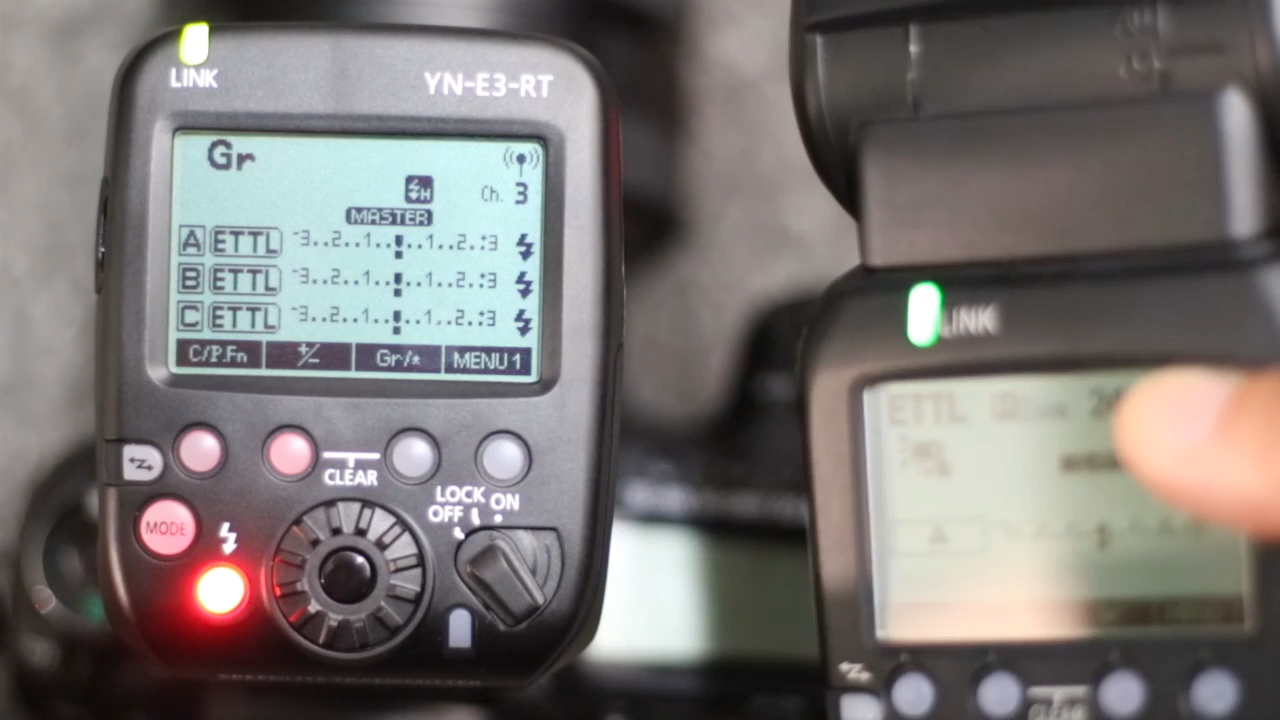 LINK
YN-E3-RT
Gr
H
Ch. 3
MASTER
A ETTL -3..2..1..▮..1..2.:3
B ETTL -3..2..1..▮..1..2.:3
C ETTL -3..2..1..▮..1..2.:3
C/P.Fn +/- Gr/* MENU 1
CLEAR
LOCK
OFF ON
MODE
LINK
ETTL
A
CLEAR